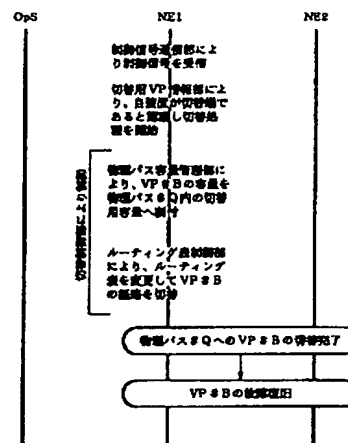 OpS
NE1
NE2
制御信号通信部によ
り制御信号を受信
切替用VP情報部によ
り、自装置が切替端で
あると認識し切替処
理を開始
切替制御部により制御
物理パス容量管理部に
より、VP#Bの容量を
物理パス#Q内の切替
用容量へ割付
ルーティング表制御部
により、ルーティング
表を変更してVP#B
の経路を切替
物理パス#QへのVP#Bの切替完了
VP#Bの故障復旧